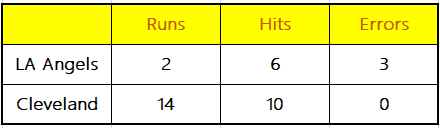 Runs Hits Errors
LA Angels 2 6 3
Cleveland 14 10 0